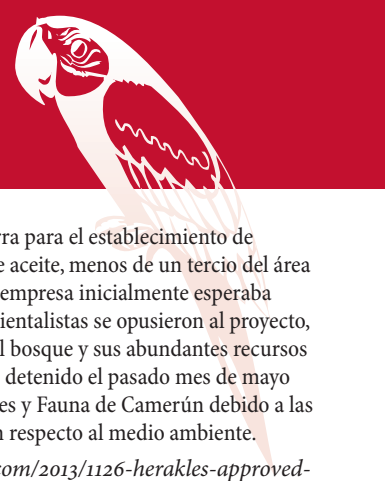 rra para el establecimiento de
e aceite, menos de un tercio del área
empresa inicialmente esperaba
ientalistas se opusieron al proyecto,
l bosque y sus abundantes recursos
detenido el pasado mes de mayo
es y Fauna de Camerún debido a las
n respecto al medio ambiente.
com/2013/1126-herakles-approved-